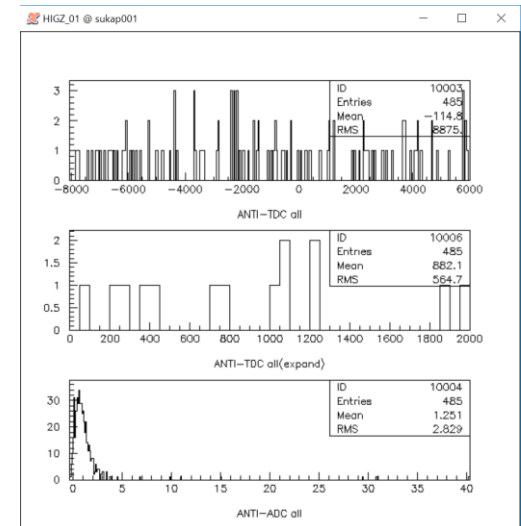 HIGZ_01 @ sukap001
ID 10003
Entries 485
Mean −114.8
RMS 8875.
3
2
1
0
−8000 −6000 −4000 −2000 0 2000 4000 6000
ANTI−TDC all
ID 10006
Entries 485
Mean 882.1
RMS 564.7
2
1.5
1
0.5
0
0 200 400 600 800 1000 1200 1400 1600 1800 2000
ANTI−TDC all(expand)
ID 10004
Entries 485
Mean 1.251
RMS 2.829
30
20
10
0
0 5 10 15 20 25 30 35 40
ANTI−ADC all